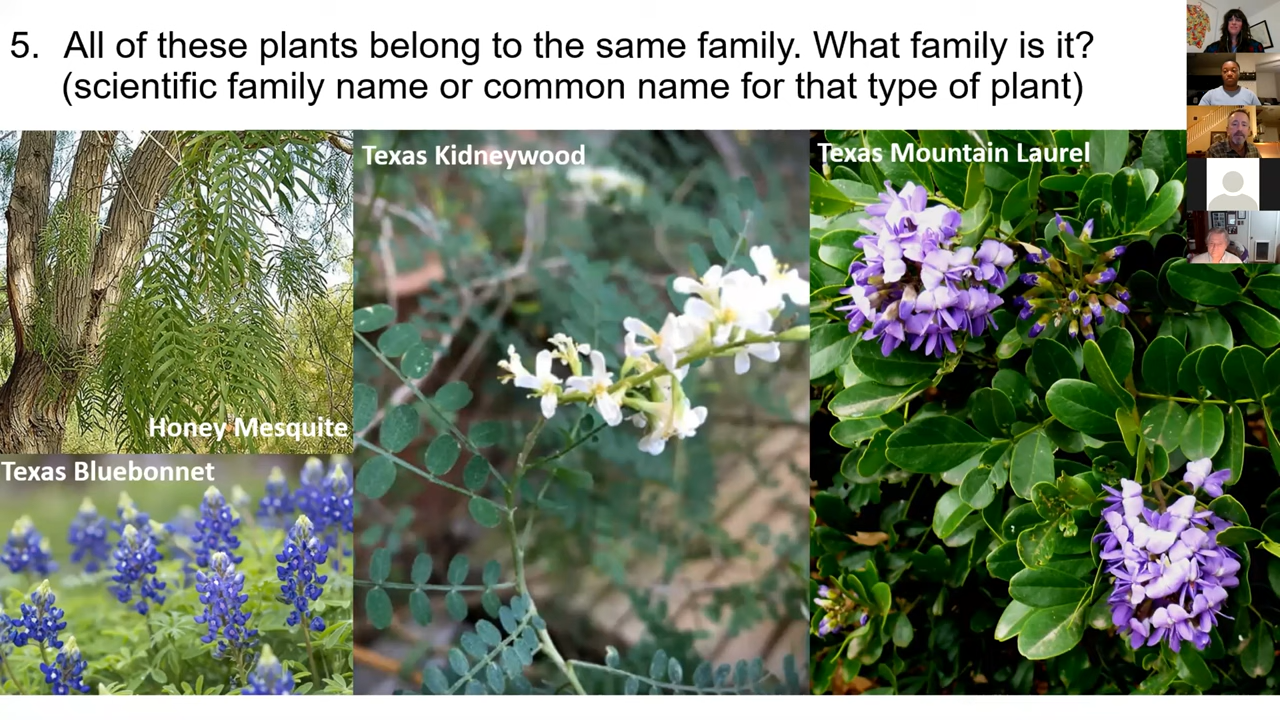 5. All of these plants belong to the same family. What family is it?
(scientific family name or common name for that type of plant)
Texas Kidneywood
Texas Mountain Laurel
Honey Mesquite
Texas Bluebonnet